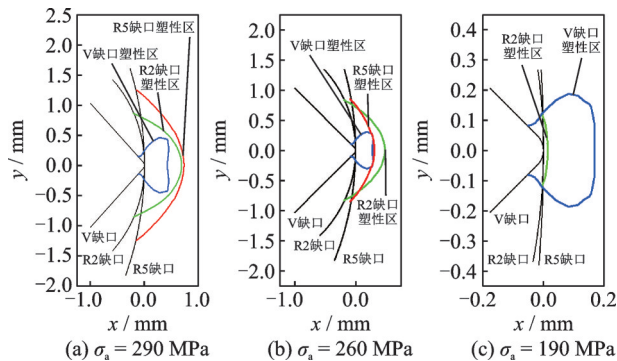 2.5
2.0
1.5
1.0
0.5
0.0
−0.5
−1.0
−1.5
−2.0
y / mm
R5缺口塑性区
V缺口塑性区
R2缺口
塑性区
V缺口
R2缺口
R5缺口
−1.0
0.0
1.0
x / mm
(a) σa = 290 MPa
2.5
2.0
1.5
1.0
0.5
0.0
−0.5
−1.0
−1.5
−2.0
y / mm
V缺口塑性区
R5缺口
塑性区
R2缺口
塑性区
V缺口
R2缺口
R5缺口
−1.0
0.0
x / mm
(b) σa = 260 MPa
0.4
0.3
0.2
0.1
0.0
−0.1
−0.2
−0.3
−0.4
y / mm
R2缺口
塑性区
V缺口
塑性区
V缺口
R2缺口
R5缺口
−0.2
0.0
0.2
x / mm
(c) σa = 190 MPa